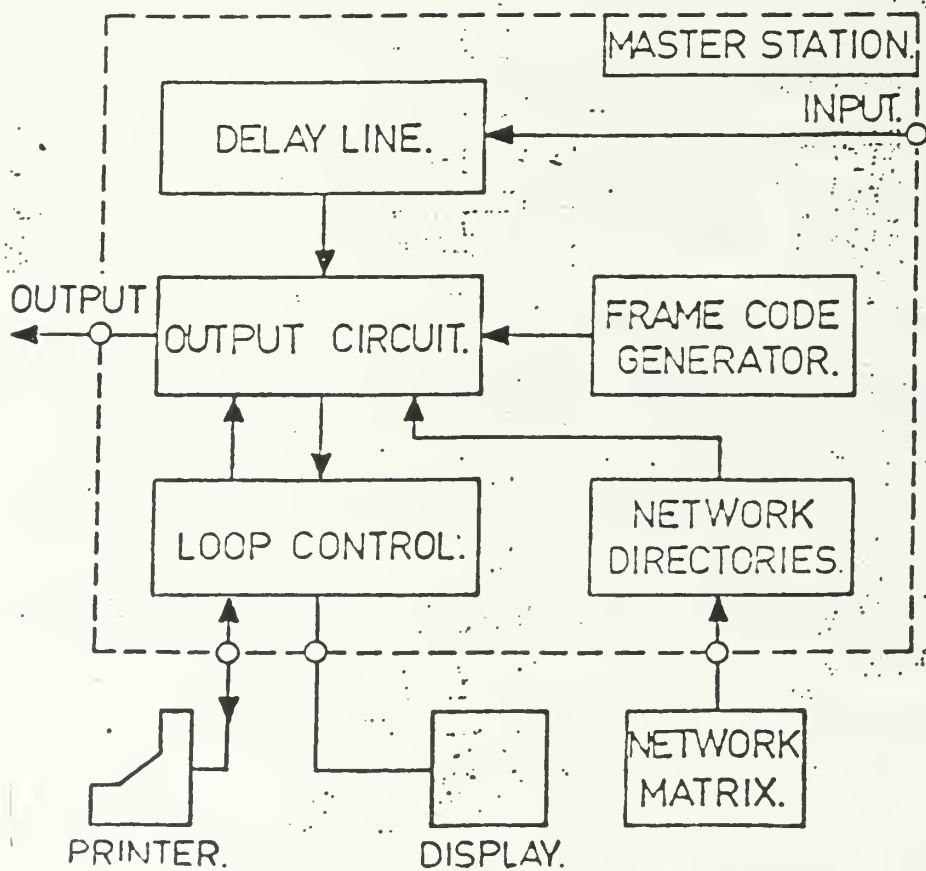 MASTER STATION.
INPUT.
DELAY LINE.
OUTPUT
OUTPUT CIRCUIT.
FRAME CODE
GENERATOR.
LOOP CONTROL.
NETWORK
DIRECTORIES.
NETWORK
MATRIX.
PRINTER.
DISPLAY.